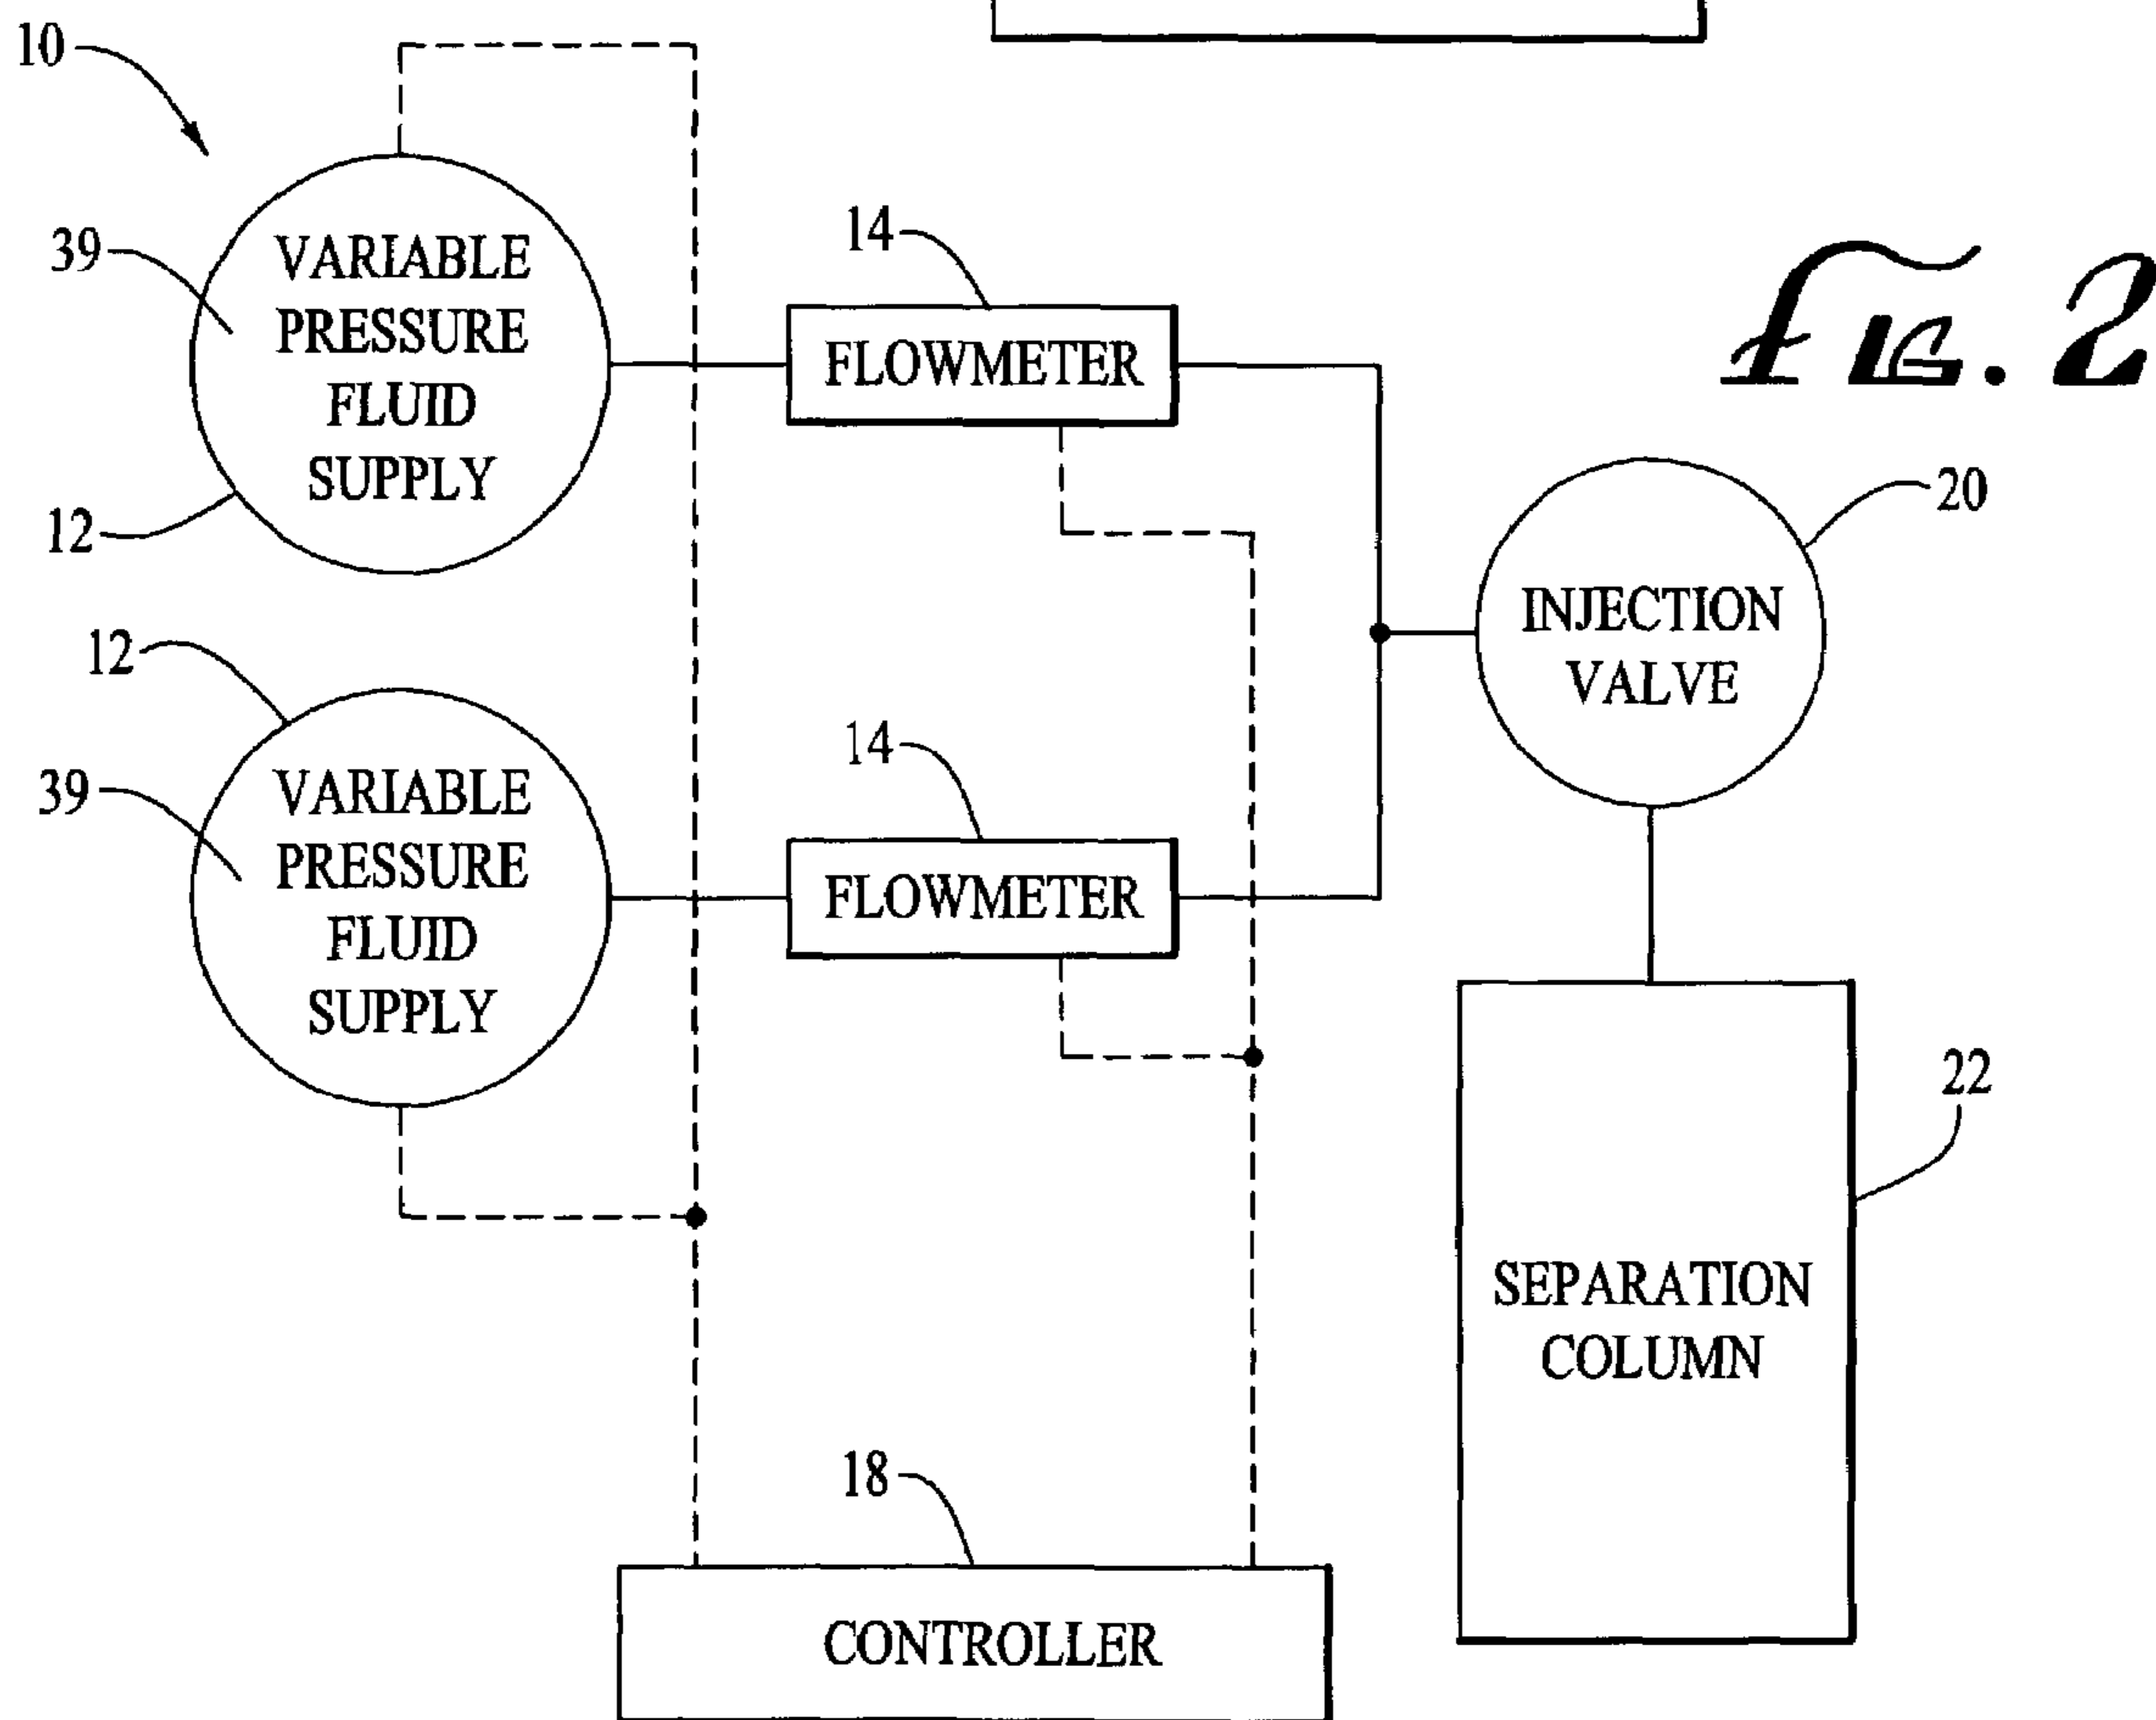 10
39
VARIABLE
PRESSURE
FLUID
SUPPLY
12
14
FLOWMETER
FIG. 2
20
INJECTION
VALVE
12
39
VARIABLE
PRESSURE
FLUID
SUPPLY
14
FLOWMETER
22
SEPARATION
COLUMN
18
CONTROLLER